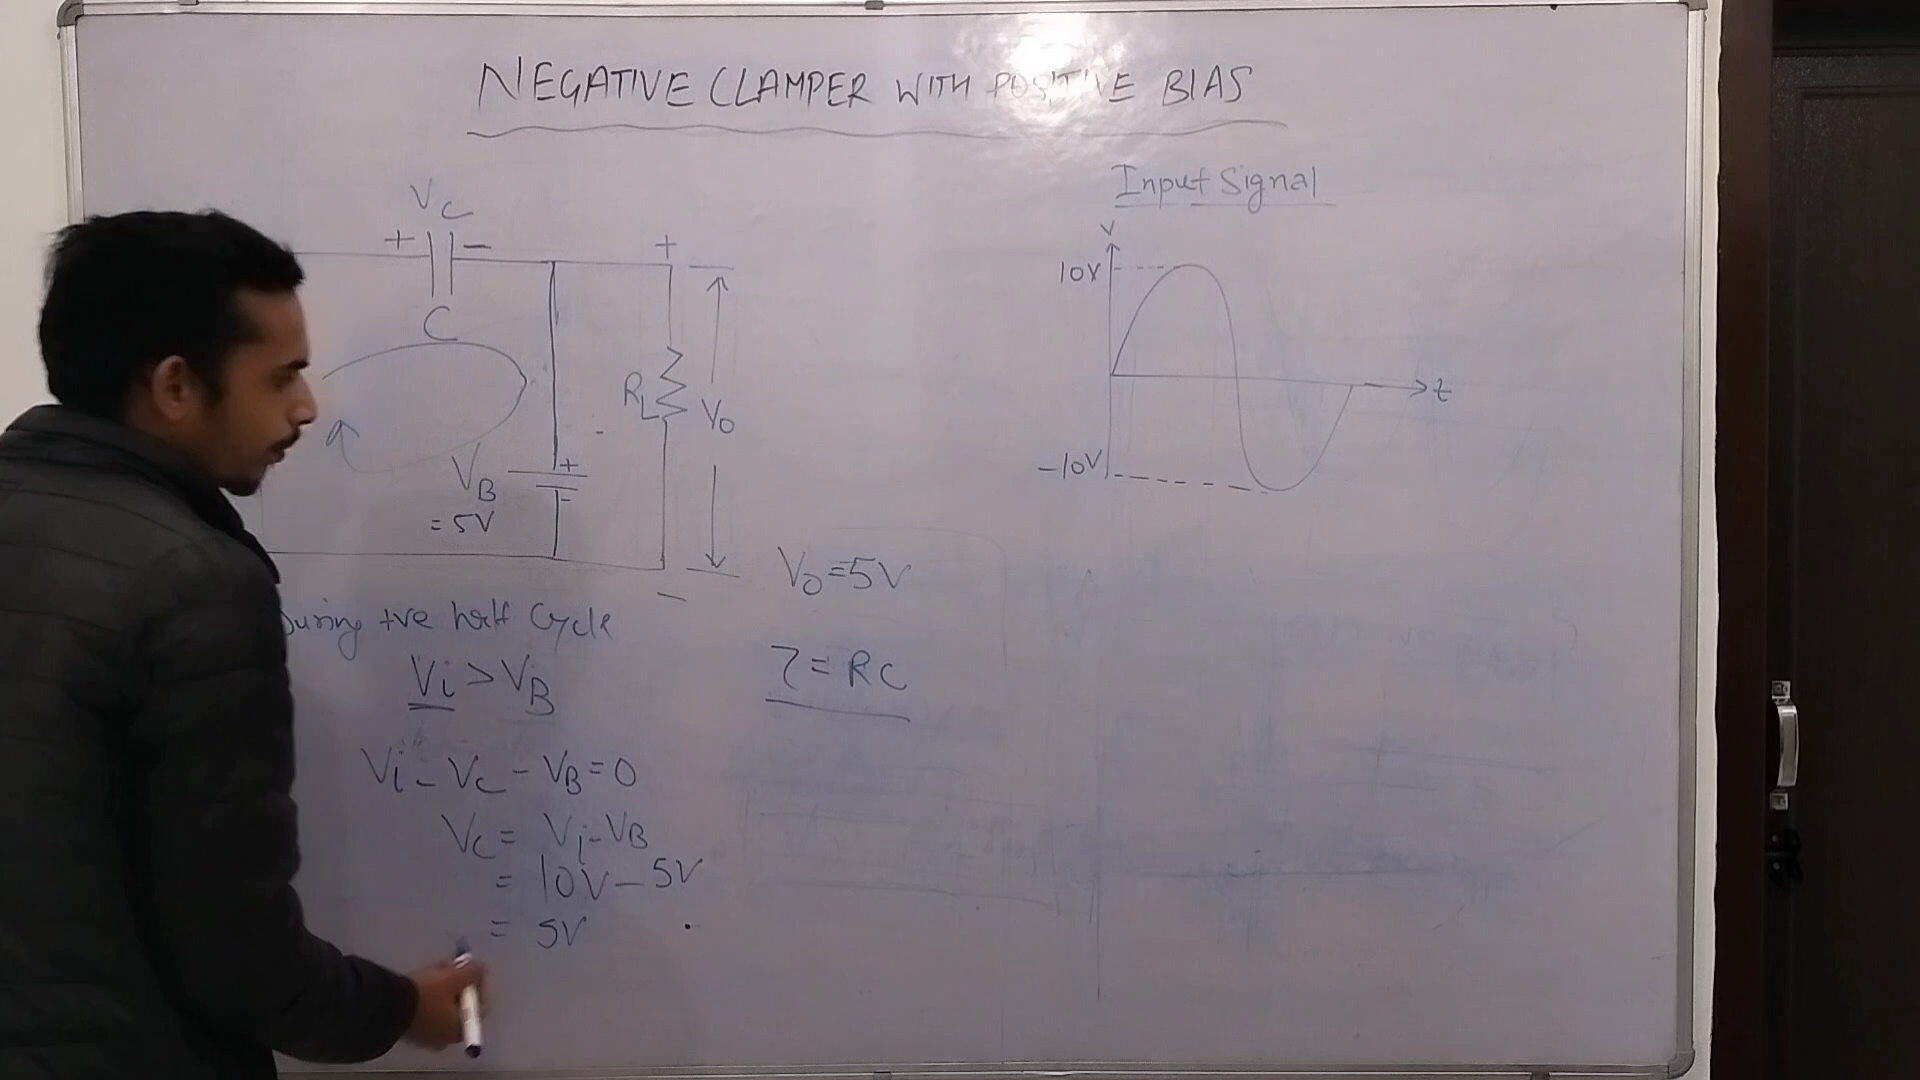 NEGATIVE CLAMPER WITH POSITIVE BIAS
VC
+ -
C
+
RL
VO
VB
= 5V
+
-
-
Input Signal
V
10V
t
-10V
VO=5V
τ = RC
During +ve half Cycle
Vi > VB
Vi - VC - VB = 0
VC = Vi - VB
= 10V - 5V
= 5V